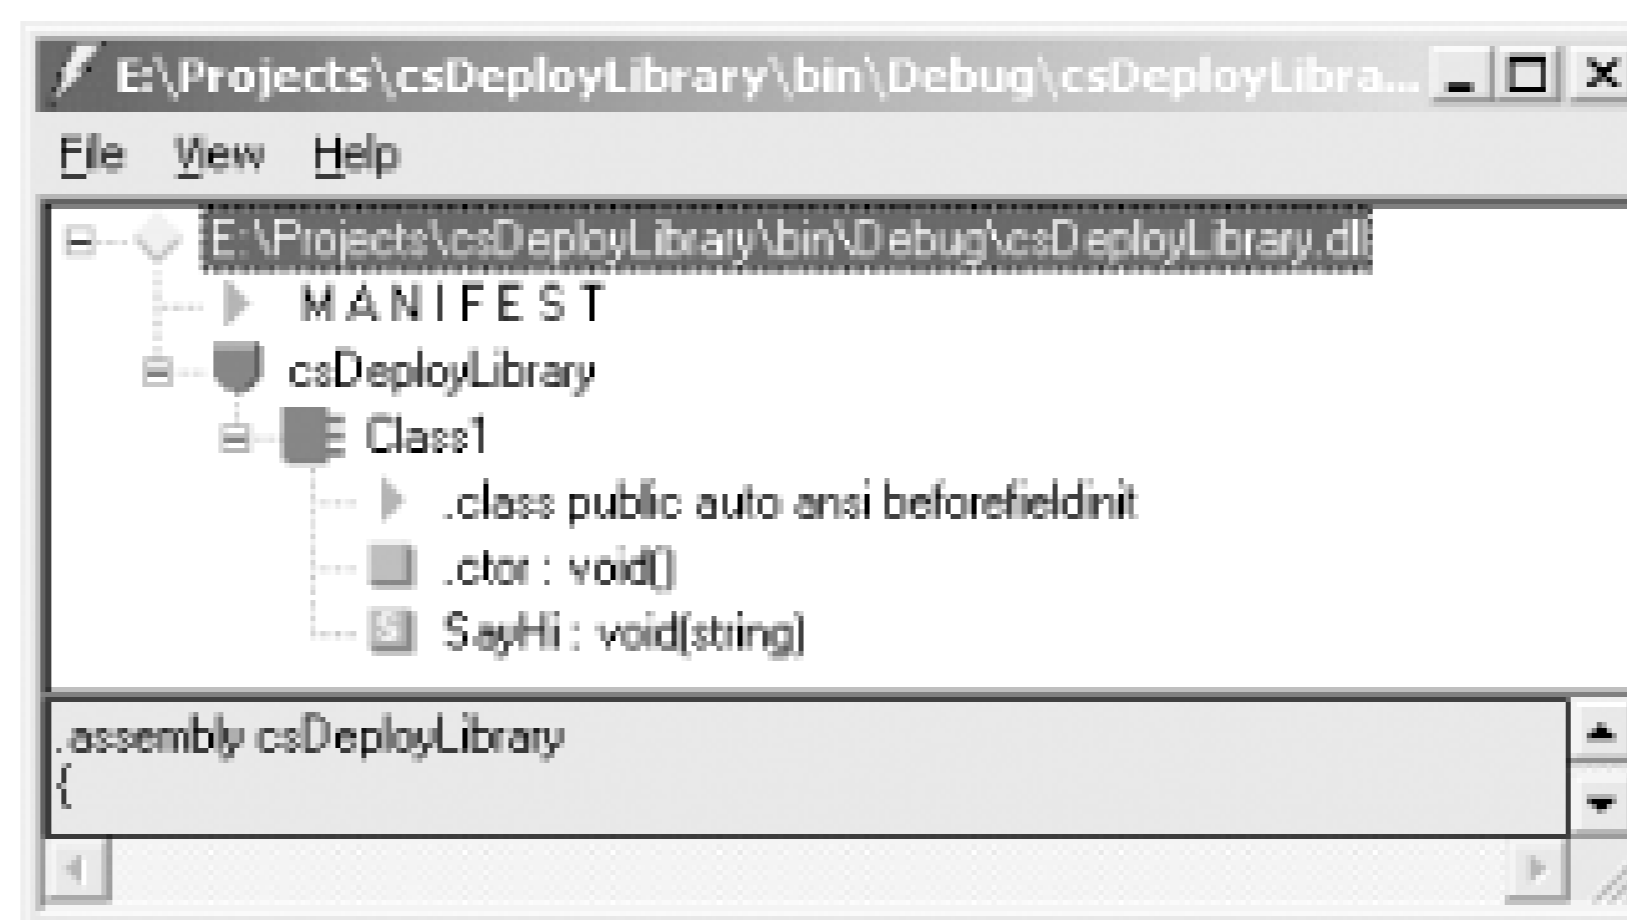 E:\Projects\csDeployLibrary\bin\Debug\csDeployLibra...
File View Help
E:\Projects\csDeployLibrary\bin\Debug\csDeployLibrary.dll
M A N I F E S T
csDeployLibrary
Class1
.class public auto ansi beforefieldinit
.ctor : void()
SayHi : void(string)
.assembly csDeployLibrary
{